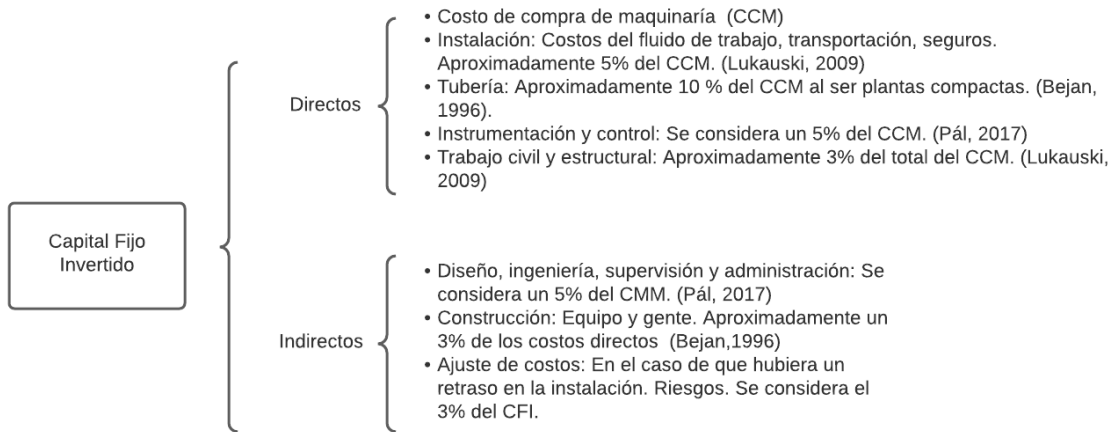 Capital Fijo
Invertido
Directos
• Costo de compra de maquinaría (CCM)
• Instalación: Costos del fluido de trabajo, transportación, seguros.
Aproximadamente 5% del CCM. (Lukauski, 2009)
• Tubería: Aproximadamente 10 % del CCM al ser plantas compactas. (Bejan,
1996).
• Instrumentación y control: Se considera un 5% del CCM. (Pál, 2017)
• Trabajo civil y estructural: Aproximadamente 3% del total del CCM. (Lukauski,
2009)
Indirectos
• Diseño, ingeniería, supervisión y administración: Se
considera un 5% del CMM. (Pál, 2017)
• Construcción: Equipo y gente. Aproximadamente un
3% de los costos directos (Bejan,1996)
• Ajuste de costos: En el caso de que hubiera un
retraso en la instalación. Riesgos. Se considera el
3% del CFI.